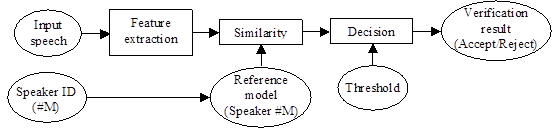 Input
speech
Feature
extraction
Similarity
Decision
Verification
result
(Accept/Reject)
Speaker ID
(#M)
Reference
model
(Speaker #M)
Threshold